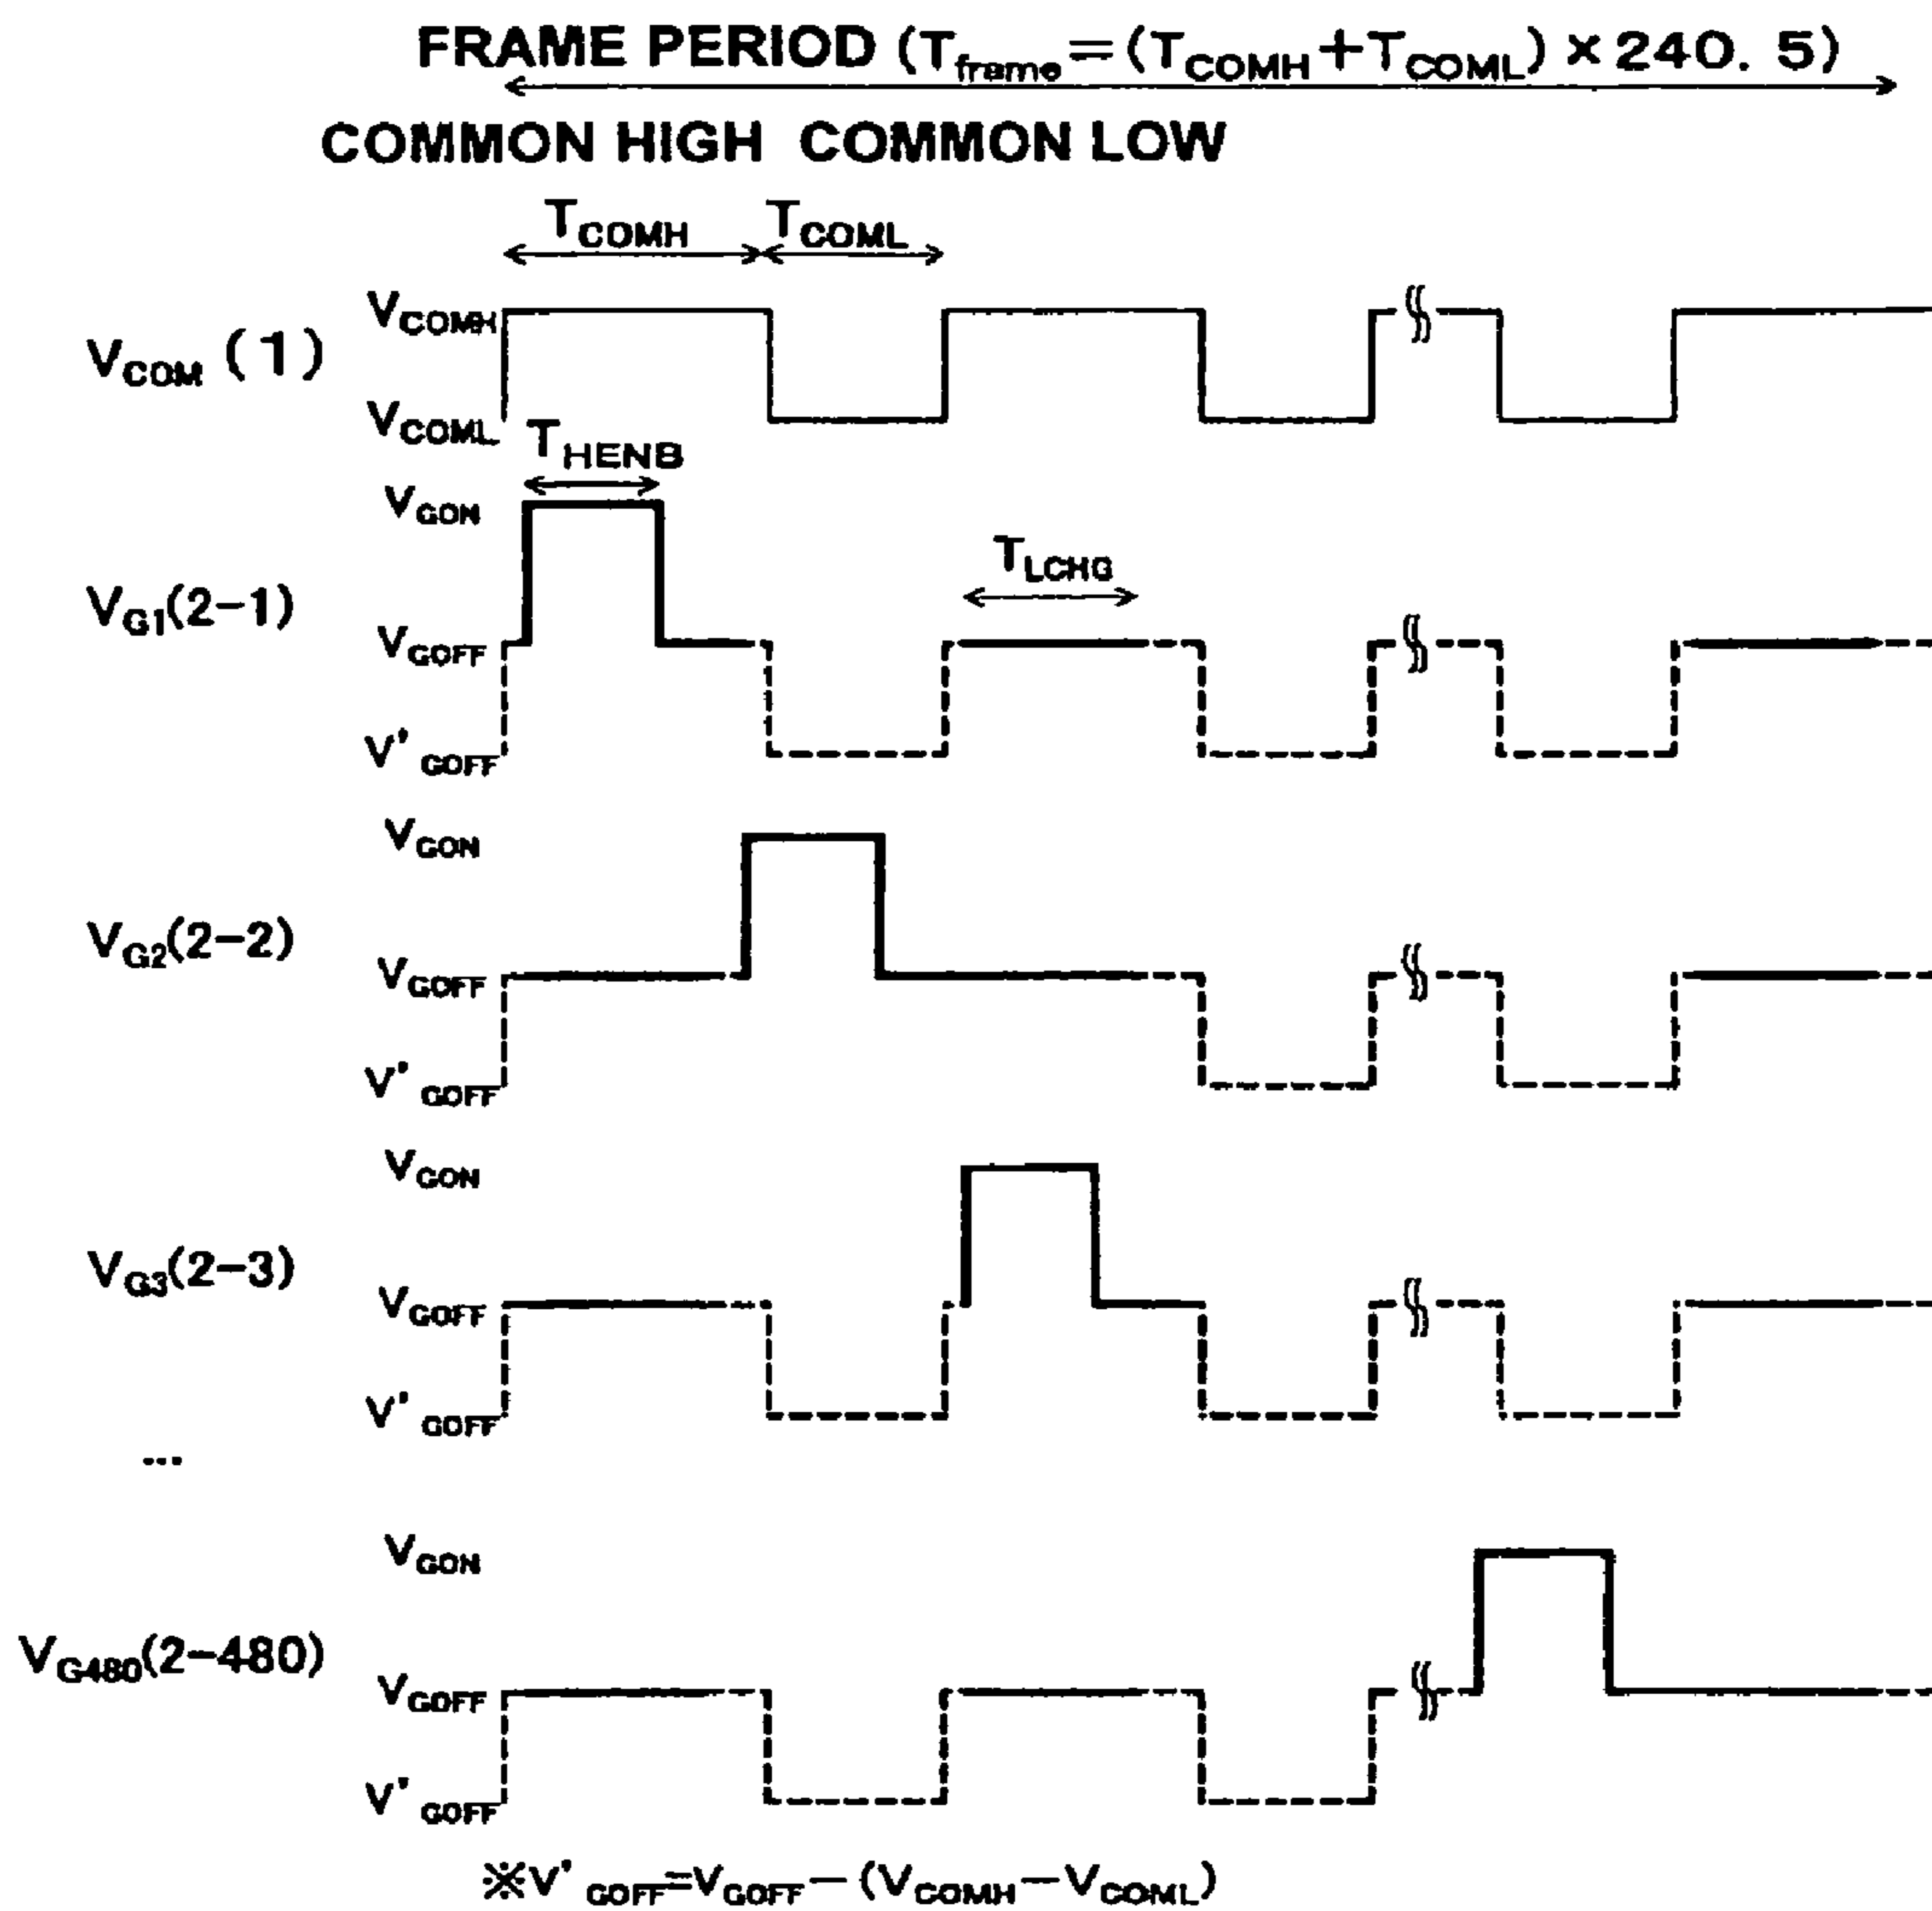 FRAME PERIOD (Tframe=(TCOMH+TCOML)×240. 5)
COMMON HIGH COMMON LOW
TCOMH TCOML
VCOM (1)
VCOMH
VCOML
THENB
VG1(2-1)
VGON
TLCHG
VGOFF
V'GOFF
VG2(2-2)
VGON
VGOFF
V'GOFF
VG3(2-3)
VGON
VGOFF
V'GOFF
...
VG480(2-480)
VGON
VGOFF
V'GOFF
※V'GOFF=VGOFF-(VCOMH-VCOML)